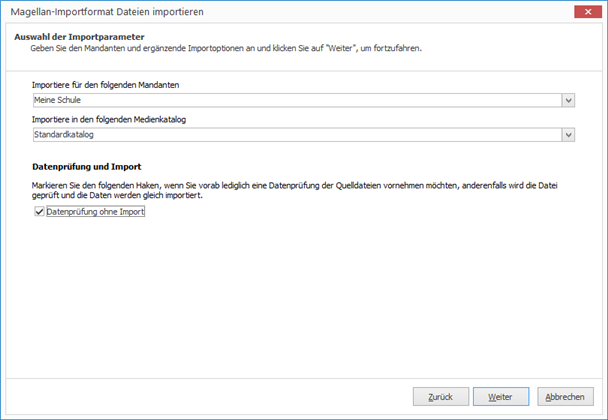 Magellan-Importformat Dateien importieren
Auswahl der Importparameter
Geben Sie den Mandanten und ergänzende Importoptionen an und klicken Sie auf "Weiter", um fortzufahren.
Importiere für den folgenden Mandanten
Meine Schule
Importiere in den folgenden Medienkatalog
Standardkatalog
Datenprüfung und Import
Markieren Sie den folgenden Haken, wenn Sie vorab lediglich eine Datenprüfung der Quelldateien vornehmen möchten, anderenfalls wird die Datei
geprüft und die Daten werden gleich importiert.
Datenprüfung ohne Import
Zurück Weiter Abbrechen